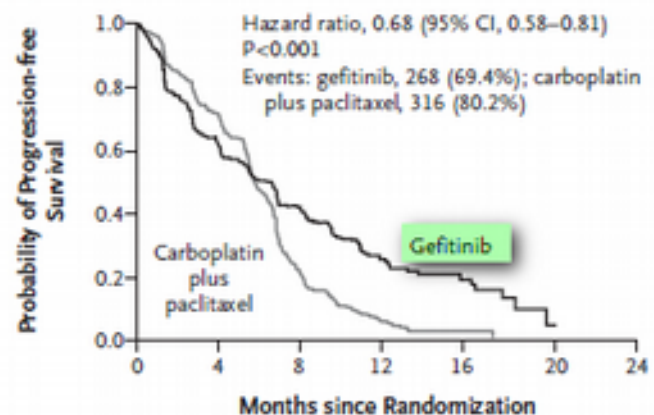 Hazard ratio, 0.68 (95% CI, 0.58–0.81)
P<0.001
Events: gefitinib, 268 (69.4%); carboplatin
plus paclitaxel, 316 (80.2%)
Probability of Progression-free
Survival
1.0
0.8
0.6
0.4
0.2
0.0
Gefitinib
Carboplatin
plus
paclitaxel
0 4 8 12 16 20 24
Months since Randomization